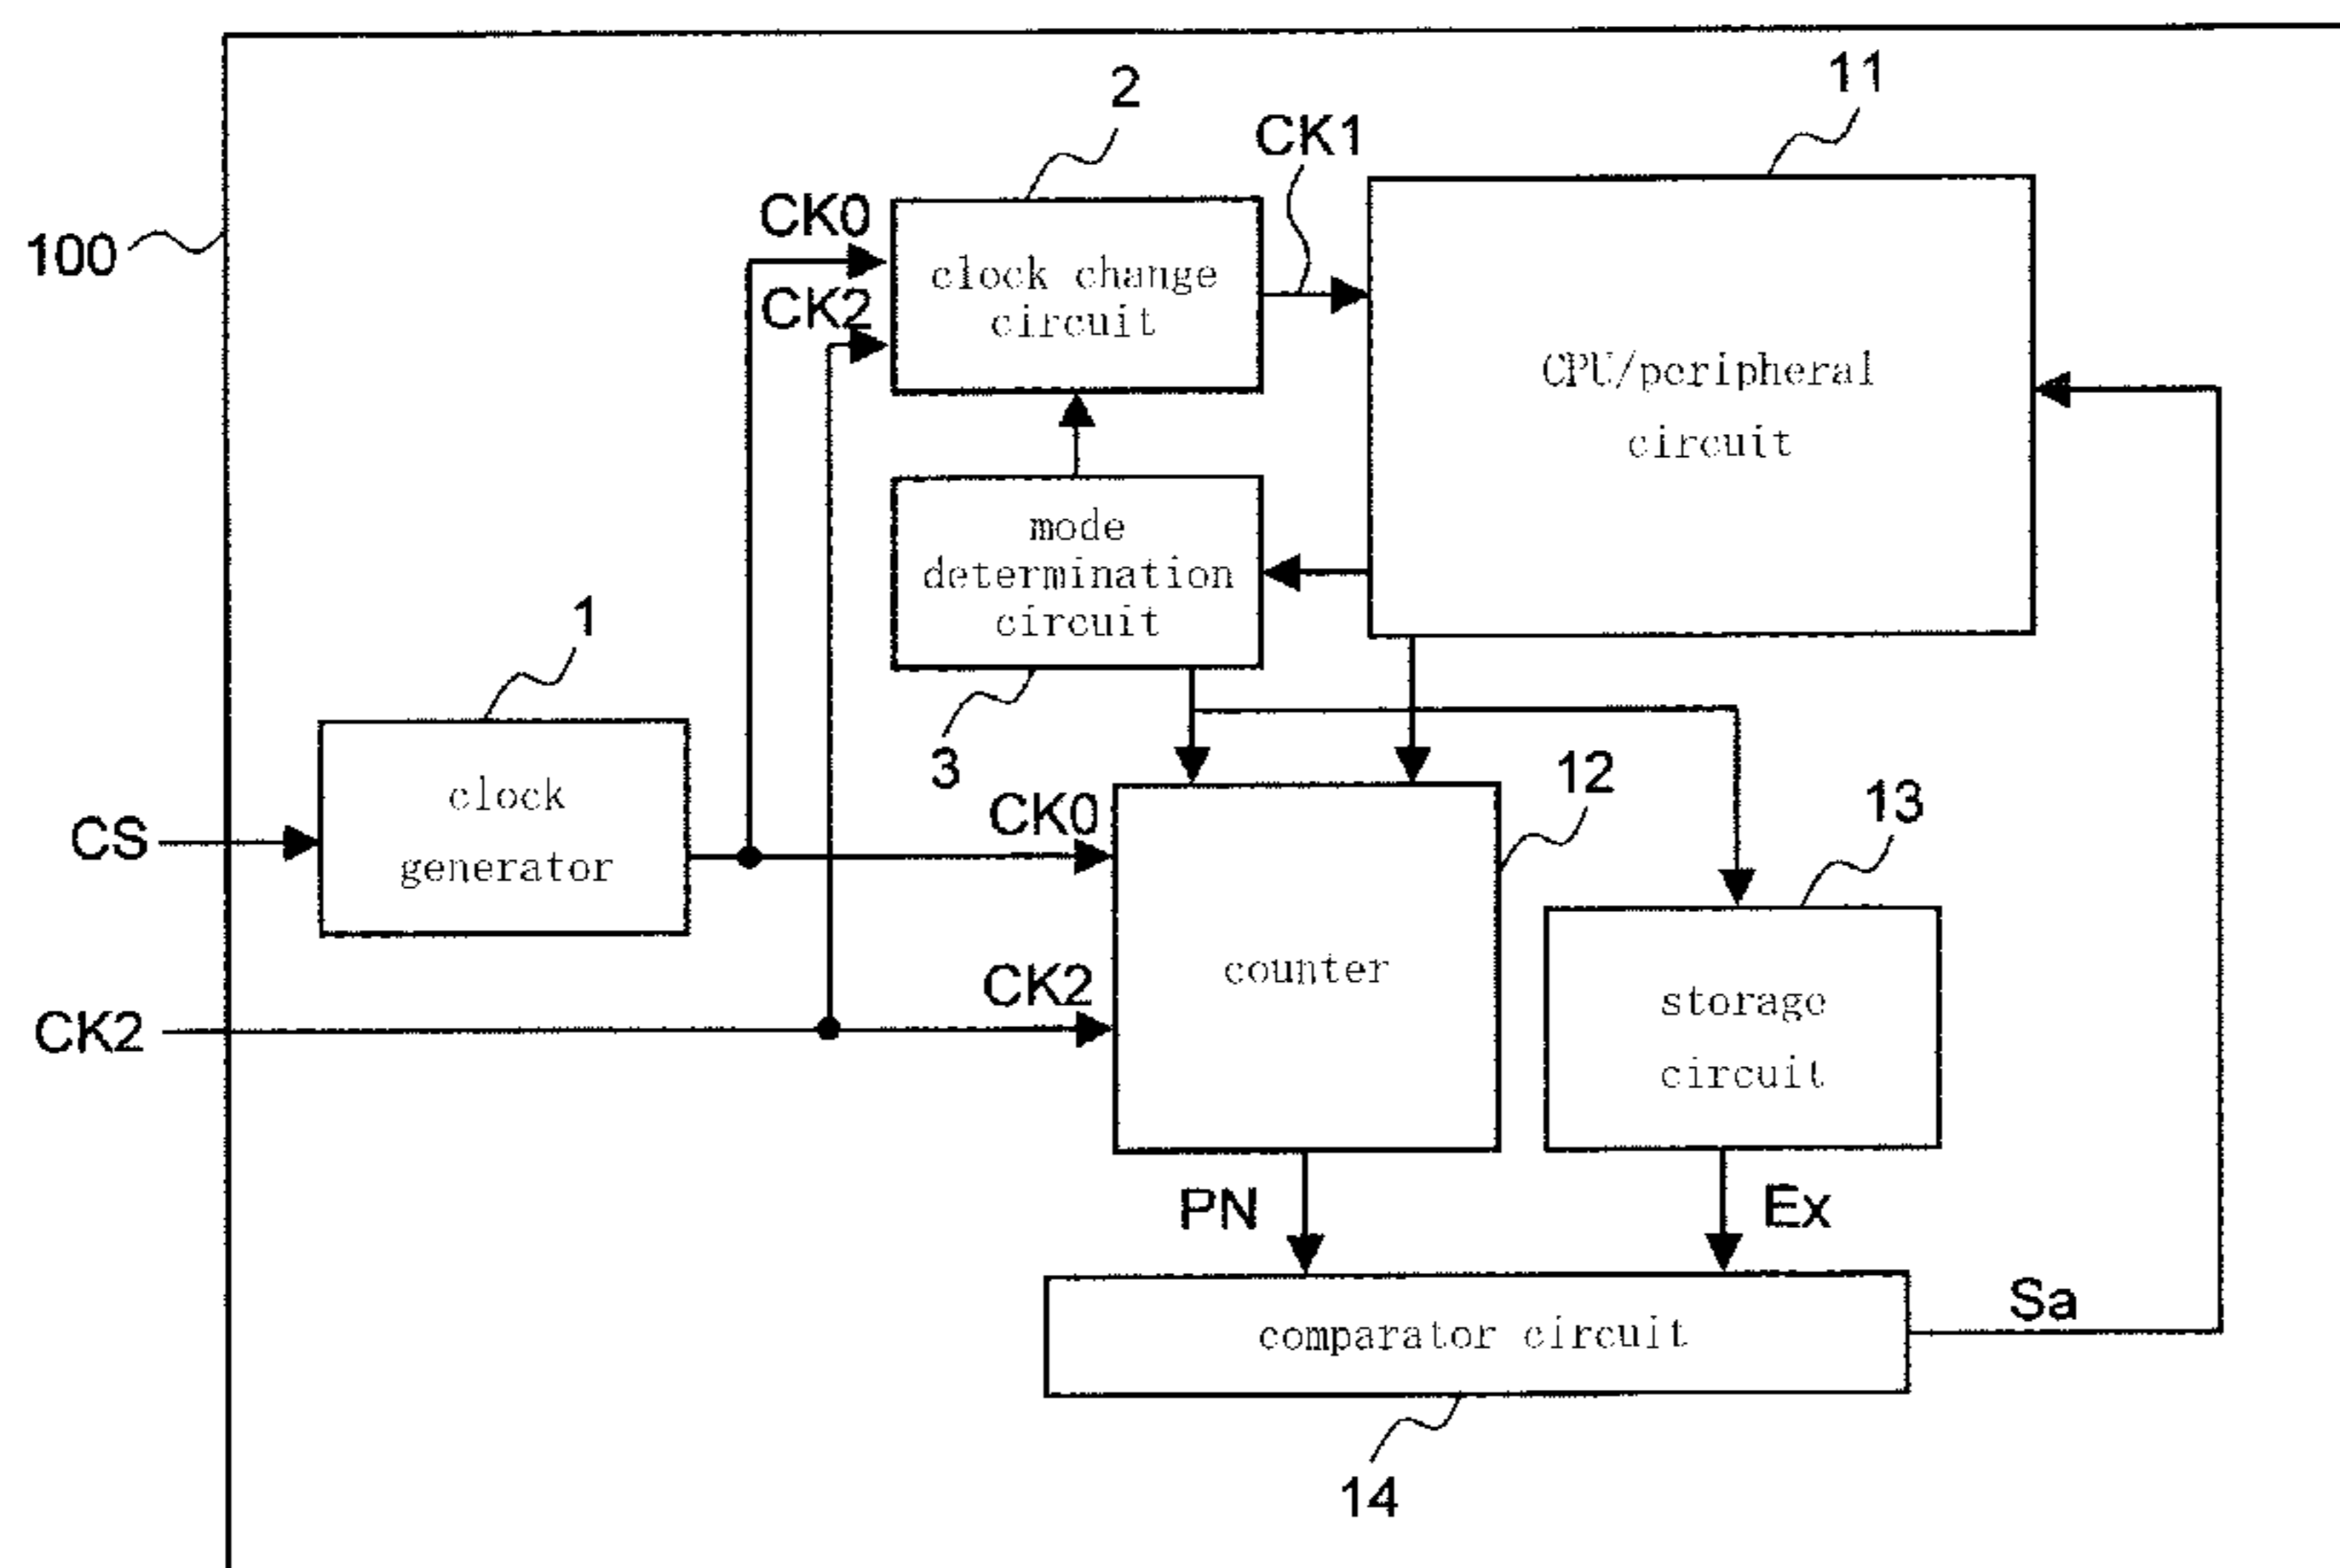 2
11
CK1
CK0
100
clock change
circuit
CK2
CPU/peripheral
circuit
mode
determination
circuit
1
3
12
13
clock
generator
CS
CK0
counter
CK2
CK2
storage
circuit
PN
Ex
Sa
comparator circuit
14